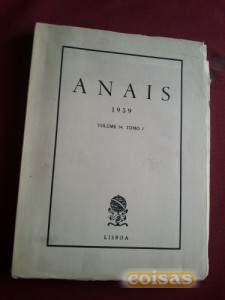 ANAIS
1959
VOLUME 14, TOMO I
LISBOA
coisas